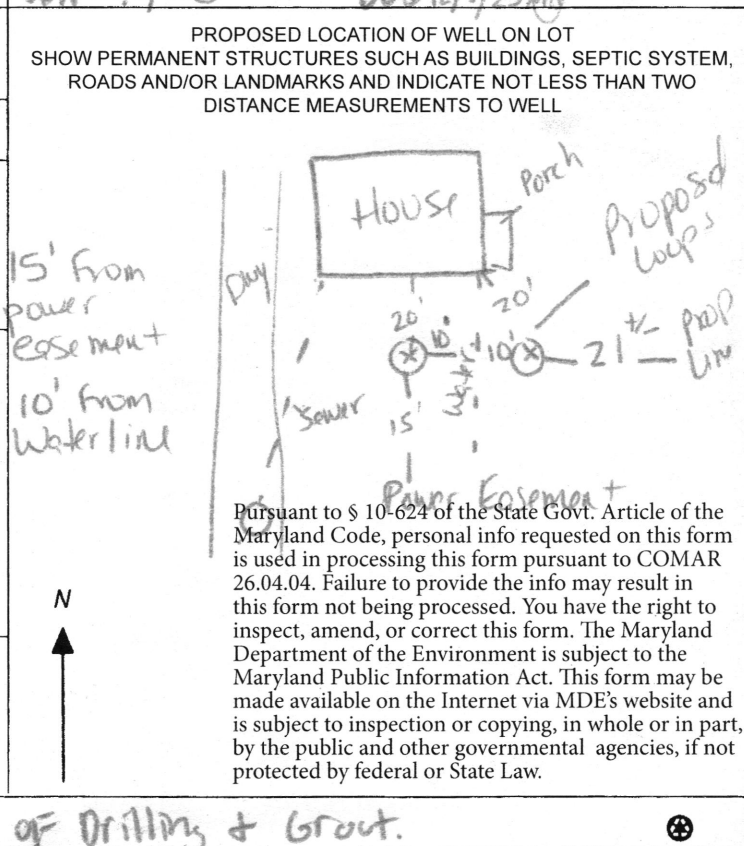 PROPOSED LOCATION OF WELL ON LOT
SHOW PERMANENT STRUCTURES SUCH AS BUILDINGS, SEPTIC SYSTEM,
ROADS AND/OR LANDMARKS AND INDICATE NOT LESS THAN TWO
DISTANCE MEASUREMENTS TO WELL
House
Porch
Proposd
Loops
15' from
power
easement
10' from
Waterline
Dwy
20'
20'
10'
Water
10'
21 +/-
prop
Line
Sewer
15'
Power Easement
Pursuant to § 10-624 of the State Govt. Article of the
Maryland Code, personal info requested on this form
is used in processing this form pursuant to COMAR
26.04.04. Failure to provide the info may result in
this form not being processed. You have the right to
inspect, amend, or correct this form. The Maryland
Department of the Environment is subject to the
Maryland Public Information Act. This form may be
made available on the Internet via MDE's website and
is subject to inspection or copying, in whole or in part,
by the public and other governmental agencies, if not
protected by federal or State Law.
N
of Drilling & Grout.